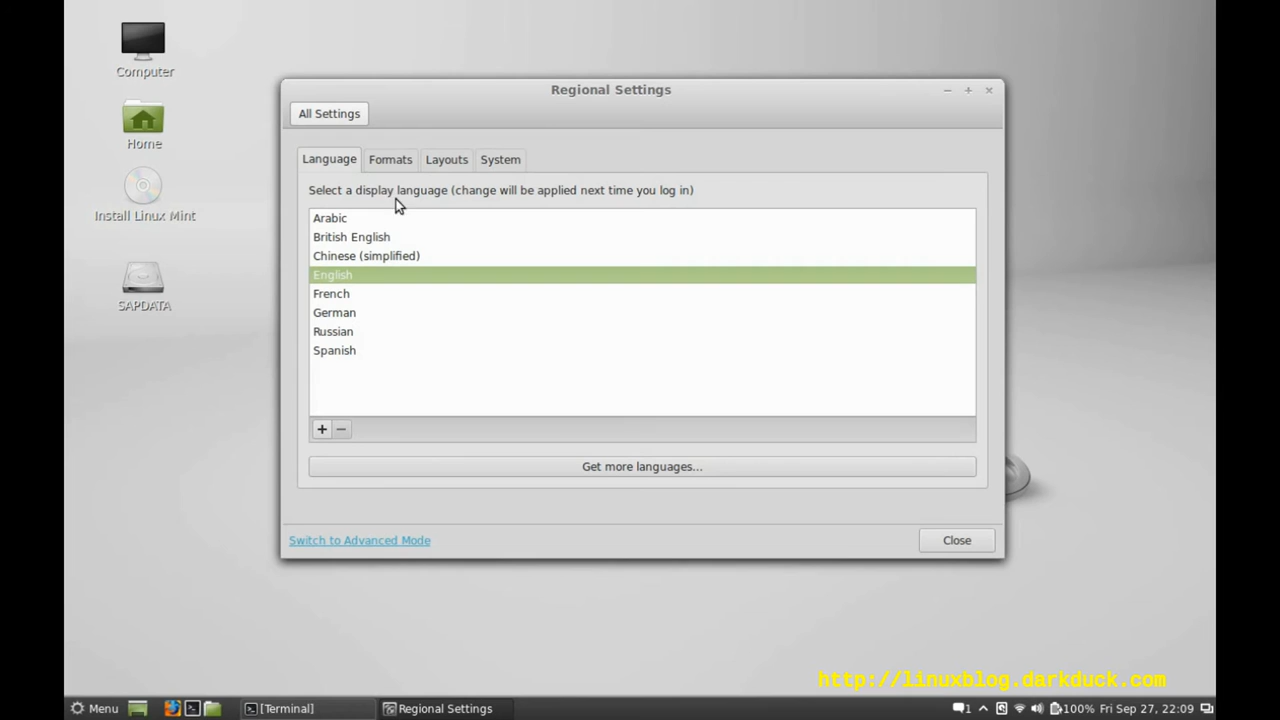 Computer
Home
Install Linux Mint
SAPDATA
Regional Settings
All Settings
Language Formats Layouts System
Select a display language (change will be applied next time you log in)
Arabic
British English
Chinese (simplified)
English
French
German
Russian
Spanish
+ −
Get more languages...
Switch to Advanced Mode
Close
http://linuxblog.darkduck.com
Menu [Terminal] Regional Settings 1 100% Fri Sep 27, 22:09